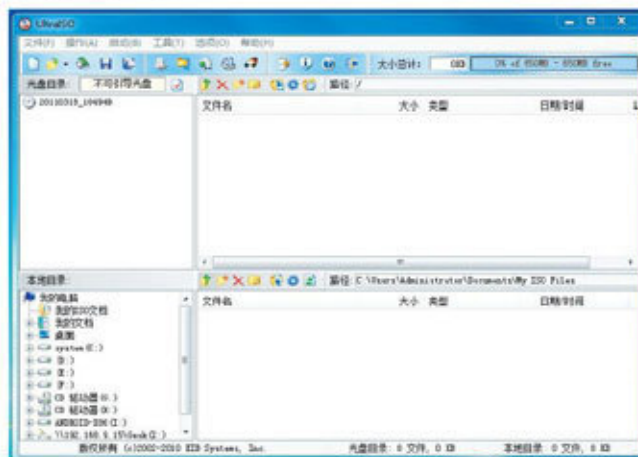 UltraISO
文件(F) 操作(A) 启动(B) 工具(T) 选项(O) 帮助(H)
大小总计: 0KB 0% of 650MB - 650MB free
光盘目录: 不可引导光盘 路径: /
文件名 大小 类型 日期/时间
本地目录: 路径: C:\Users\Administrator\Documents\My ISO Files
我的电脑
我的ISO文档
我的文档
桌面
system(C:)
(D:)
(E:)
(F:)
CD 驱动器
CD 驱动器
文件名 大小 类型 日期/时间
版权所有 (c)2002-2010 EZB Systems, Inc. 光盘目录: 0 文件, 0 KB 本地目录: 0 文件, 0 KB